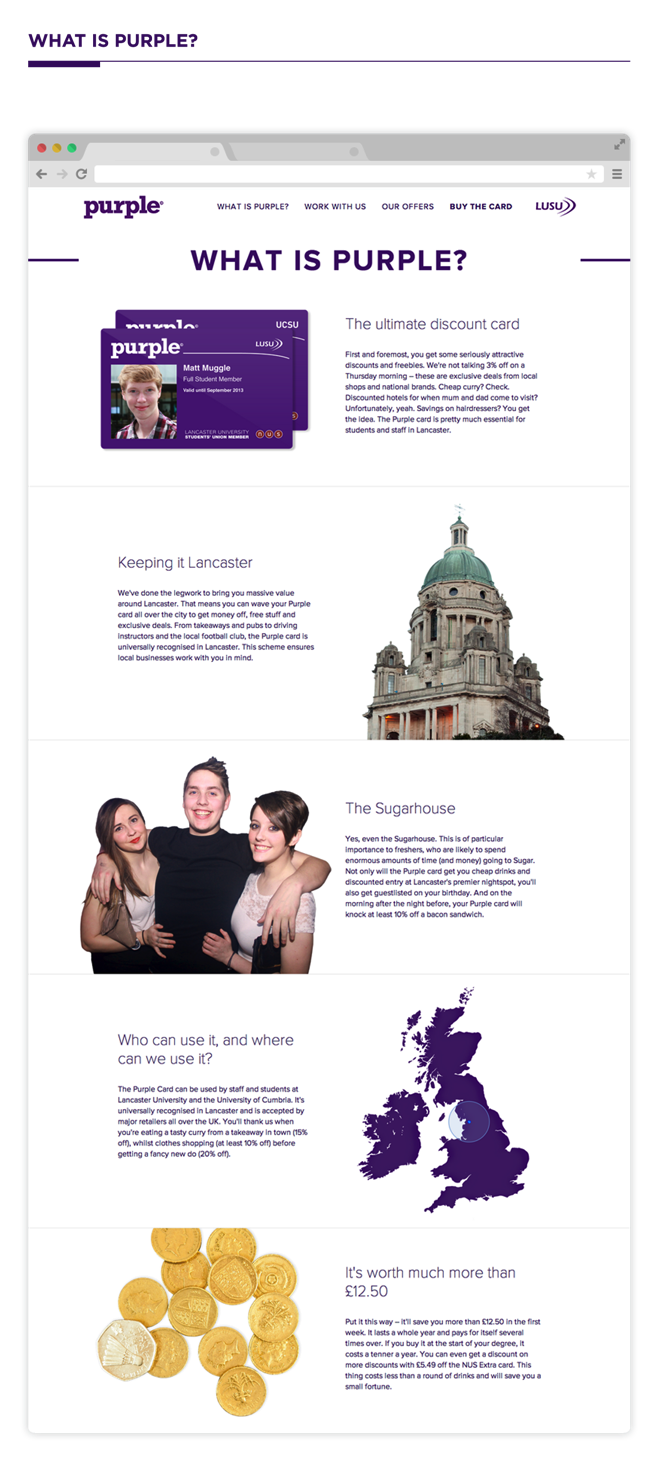 WHAT IS PURPLE?
purple
WHAT IS PURPLE?
WORK WITH US
OUR OFFERS
BUY THE CARD
LUSU
WHAT IS PURPLE?
purple
UCSU
purple
LUSU
Matt Muggle
Full Student Member
Valid until September 2013
LANCASTER UNIVERSITY
STUDENTS' UNION MEMBER
nus
The ultimate discount card
First and foremost, you get some seriously attractive
discounts and freebies. We're not talking 3% off on a
Thursday morning – these are exclusive deals from local
shops and national brands. Cheap curry? Check.
Discounted hotels for when mum and dad come to visit?
Unfortunately, yeah. Savings on hairdressers? You get
the idea. The Purple card is pretty much essential for
students and staff in Lancaster.
Keeping it Lancaster
We've done the legwork to bring you massive value
around Lancaster. That means you can wave your Purple
card all over the city to get money off, free stuff and
exclusive deals. From takeaways and pubs to driving
instructors and the local football club, the Purple card is
universally recognised in Lancaster. This scheme ensures
local businesses work with you in mind.
The Sugarhouse
Yes, even the Sugarhouse. This is of particular
importance to freshers, who are likely to spend
enormous amounts of time (and money) going to Sugar.
Not only will the Purple card get you cheap drinks and
discounted entry at Lancaster's premier nightspot, you'll
also get guestlisted on your birthday. And on the
morning after the night before, your Purple card will
knock at least 10% off a bacon sandwich.
Who can use it, and where
can we use it?
The Purple Card can be used by staff and students at
Lancaster University and the University of Cumbria. It's
universally recognised in Lancaster and is accepted by
major retailers all over the UK. You'll thank us when
you're eating a tasty curry from a takeaway in town (15%
off), whilst clothes shopping (at least 10% off) before
getting a fancy new do (20% off).
It's worth much more than
£12.50
Put it this way – it'll save you more than £12.50 in the first
week. It lasts a whole year and pays for itself several
times over. If you buy it at the start of your degree, it
costs a tenner a year. You can even get a discount on
more discounts with £5.49 off the NUS Extra card. This
thing costs less than a round of drinks and will save you a
small fortune.